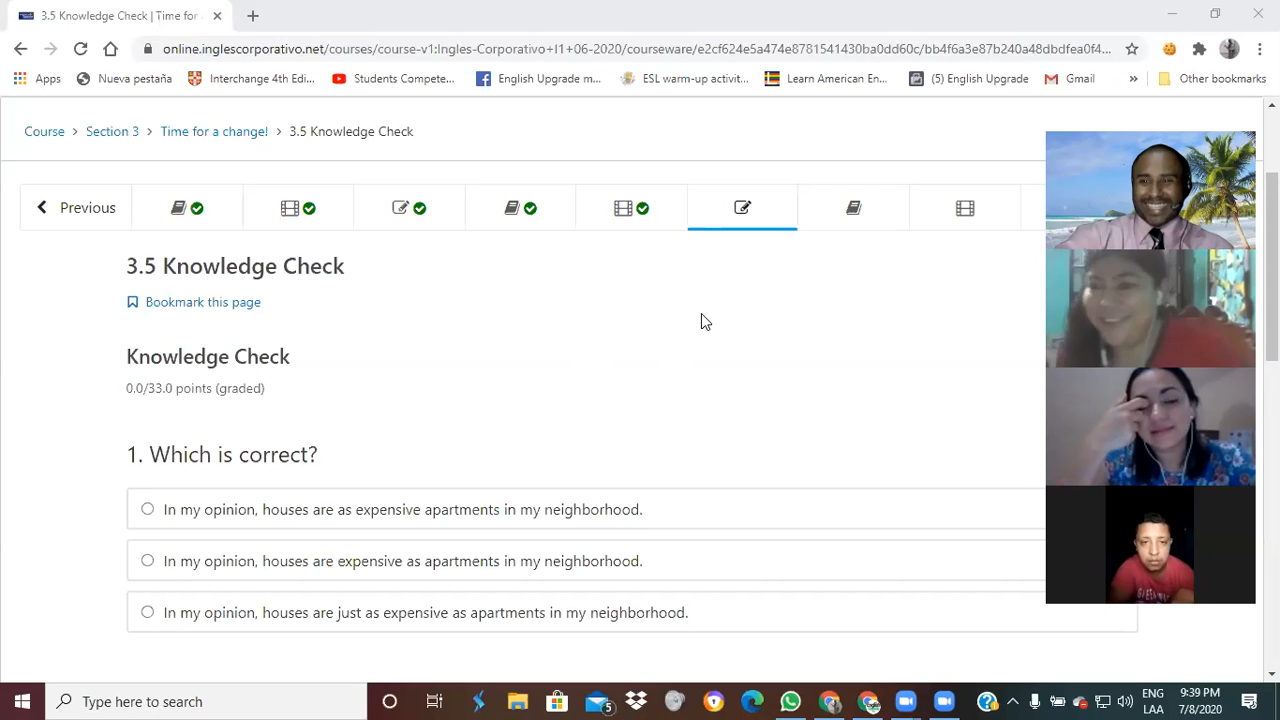 3.5 Knowledge Check | Time for
online.inglescorporativo.net/courses/course-v1:Ingles-Corporativo+I1+06-2020/courseware/e2cf624e5a474e8781541430ba0dd60c/bb4f6a3e87b240a48dbdfea0f4...
Apps Nueva pestaña Interchange 4th Edi... Students Compete... English Upgrade m... ESL warm-up activit... Learn American En... (5) English Upgrade Gmail » Other bookmarks
Course > Section 3 > Time for a change! > 3.5 Knowledge Check
Previous
3.5 Knowledge Check
Bookmark this page
Knowledge Check
0.0/33.0 points (graded)
1. Which is correct?
In my opinion, houses are as expensive apartments in my neighborhood.
In my opinion, houses are expensive as apartments in my neighborhood.
In my opinion, houses are just as expensive as apartments in my neighborhood.
Type here to search
5
ENG 9:39 PM
LAA 7/8/2020